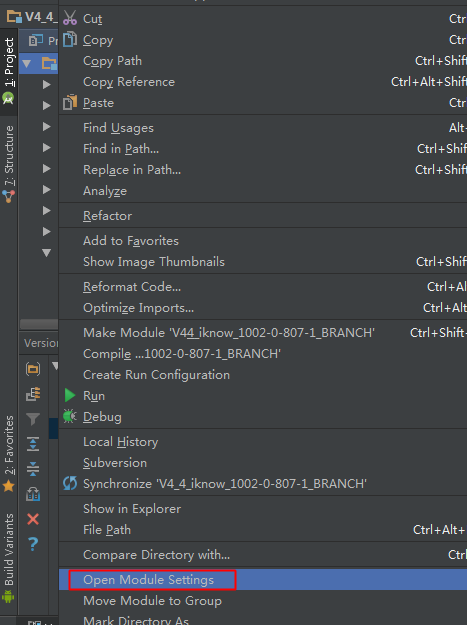 V4_4_
1: Project
Pr
7: Structure
Cut Ctr
Copy Ctr
Copy Path Ctrl+Shif
Copy Reference Ctrl+Alt+Shif
Paste Ctr
Find Usages Alt-
Find in Path... Ctrl+Shif
Replace in Path... Ctrl+Shif
Analyze
Refactor
Add to Favorites
Show Image Thumbnails Ctrl+Shif
Reformat Code... Ctrl+Al
Optimize Imports... Ctrl+Alt
Make Module 'V44_iknow_1002-0-807-1_BRANCH' Ctrl+Shift-
Compile ...1002-0-807-1_BRANCH'
Create Run Configuration
Run
Debug
Local History
Subversion
Synchronize 'V4_4_iknow_1002-0-807-1_BRANCH'
Show in Explorer
File Path Ctrl+Alt+
Compare Directory with... Ctr
Open Module Settings
Move Module to Group
Mark Directory As
Version
2: Favorites
Build Variants